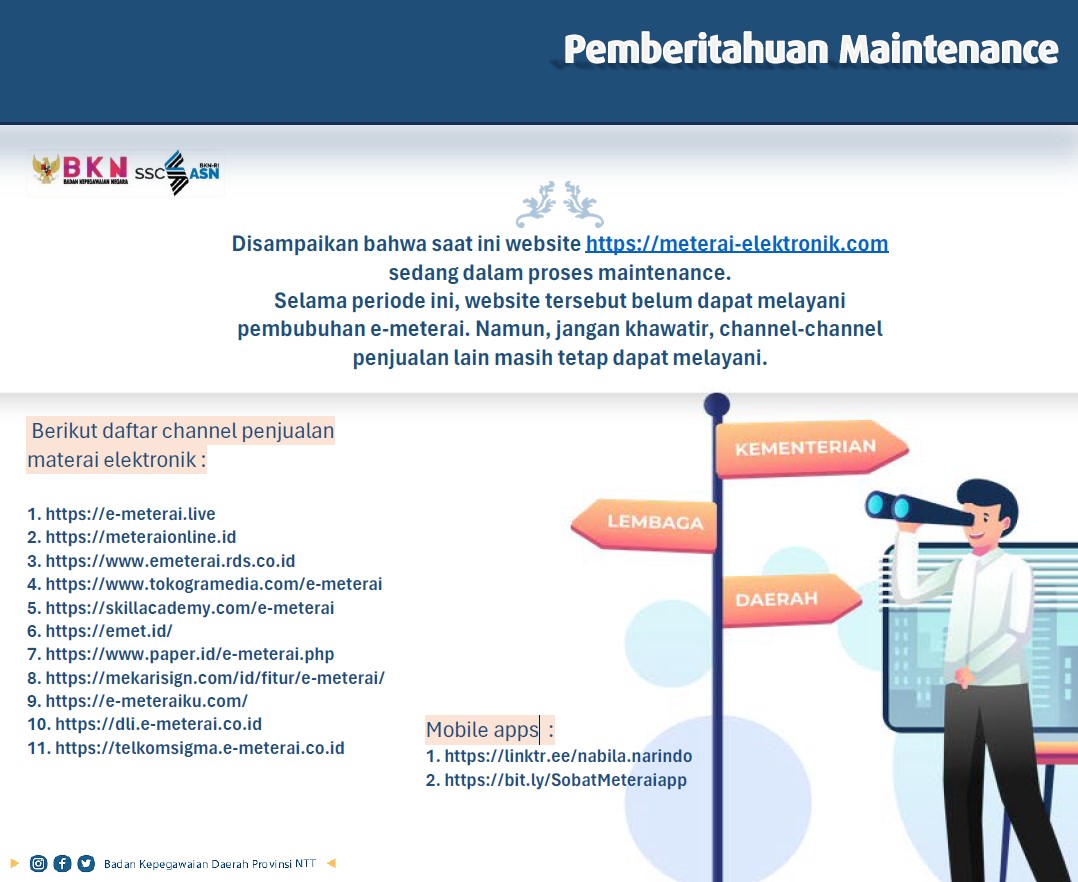 Pemberitahuan Maintenance
BKN
BADAN KEPEGAWAIAN NEGARA
SSC
BKN-RI
ASN
Disampaikan bahwa saat ini website https://meterai-elektronik.com
sedang dalam proses maintenance.
Selama periode ini, website tersebut belum dapat melayani
pembubuhan e-meterai. Namun, jangan khawatir, channel-channel
penjualan lain masih tetap dapat melayani.
Berikut daftar channel penjualan
materai elektronik :
1. https://e-meterai.live
2. https://meteraionline.id
3. https://www.emeterai.rds.co.id
4. https://www.tokogramedia.com/e-meterai
5. https://skillacademy.com/e-meterai
6. https://emet.id/
7. https://www.paper.id/e-meterai.php
8. https://mekarisign.com/id/fitur/e-meterai/
9. https://e-meteraiku.com/
10. https://dli.e-meterai.co.id
11. https://telkomsigma.e-meterai.co.id
KEMENTERIAN
LEMBAGA
DAERAH
Mobile apps :
1. https://linktr.ee/nabila.narindo
2. https://bit.ly/SobatMeteraiapp
Badan Kepegawaian Daerah Provinsi NTT